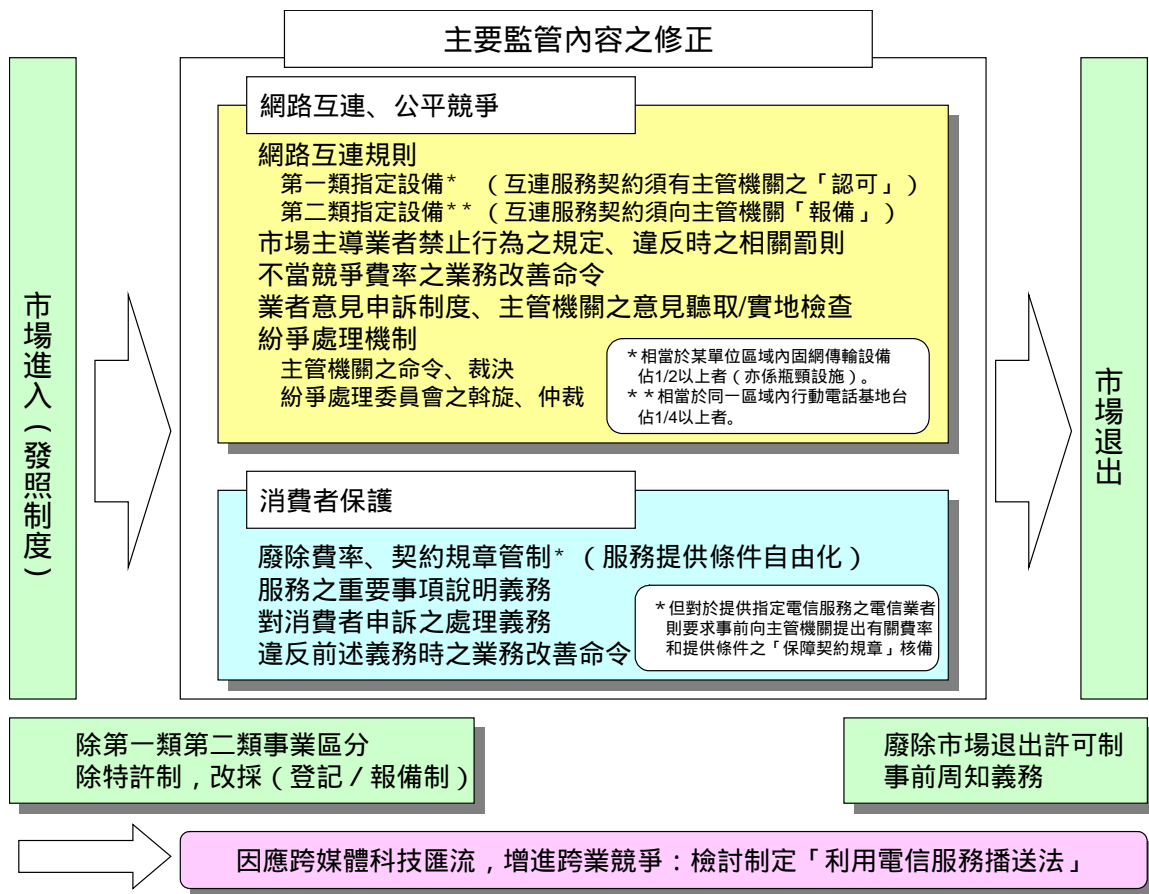 主要監管內容之修正
市場進入(發照制度)
網路互連、公平競爭
網路互連規則
第一類指定設備* (互連服務契約須有主管機關之「認可」)
第二類指定設備** (互連服務契約須向主管機關「報備」)
市場主導業者禁止行為之規定、違反時之相關罰則
不當競爭費率之業務改善命令
業者意見申訴制度、主管機關之意見聽取/實地檢查
紛爭處理機制
主管機關之命令、裁決
紛爭處理委員會之斡旋、仲裁
*相當於某單位區域內固網傳輸設備
佔1/2以上者(亦係瓶頸設施)。
**相當於同一區域內行動電話基地台
佔1/4以上者。
消費者保護
廢除費率、契約規章管制* (服務提供條件自由化)
服務之重要事項說明義務
對消費者申訴之處理義務
違反前述義務時之業務改善命令
*但對於提供指定電信服務之電信業者
則要求事前向主管機關提出有關費率
和提供條件之「保障契約規章」核備
市場退出
除第一類第二類事業區分
除特許制,改採(登記/報備制)
廢除市場退出許可制
事前周知義務
因應跨媒體科技匯流,增進跨業競爭:檢討制定「利用電信服務播送法」